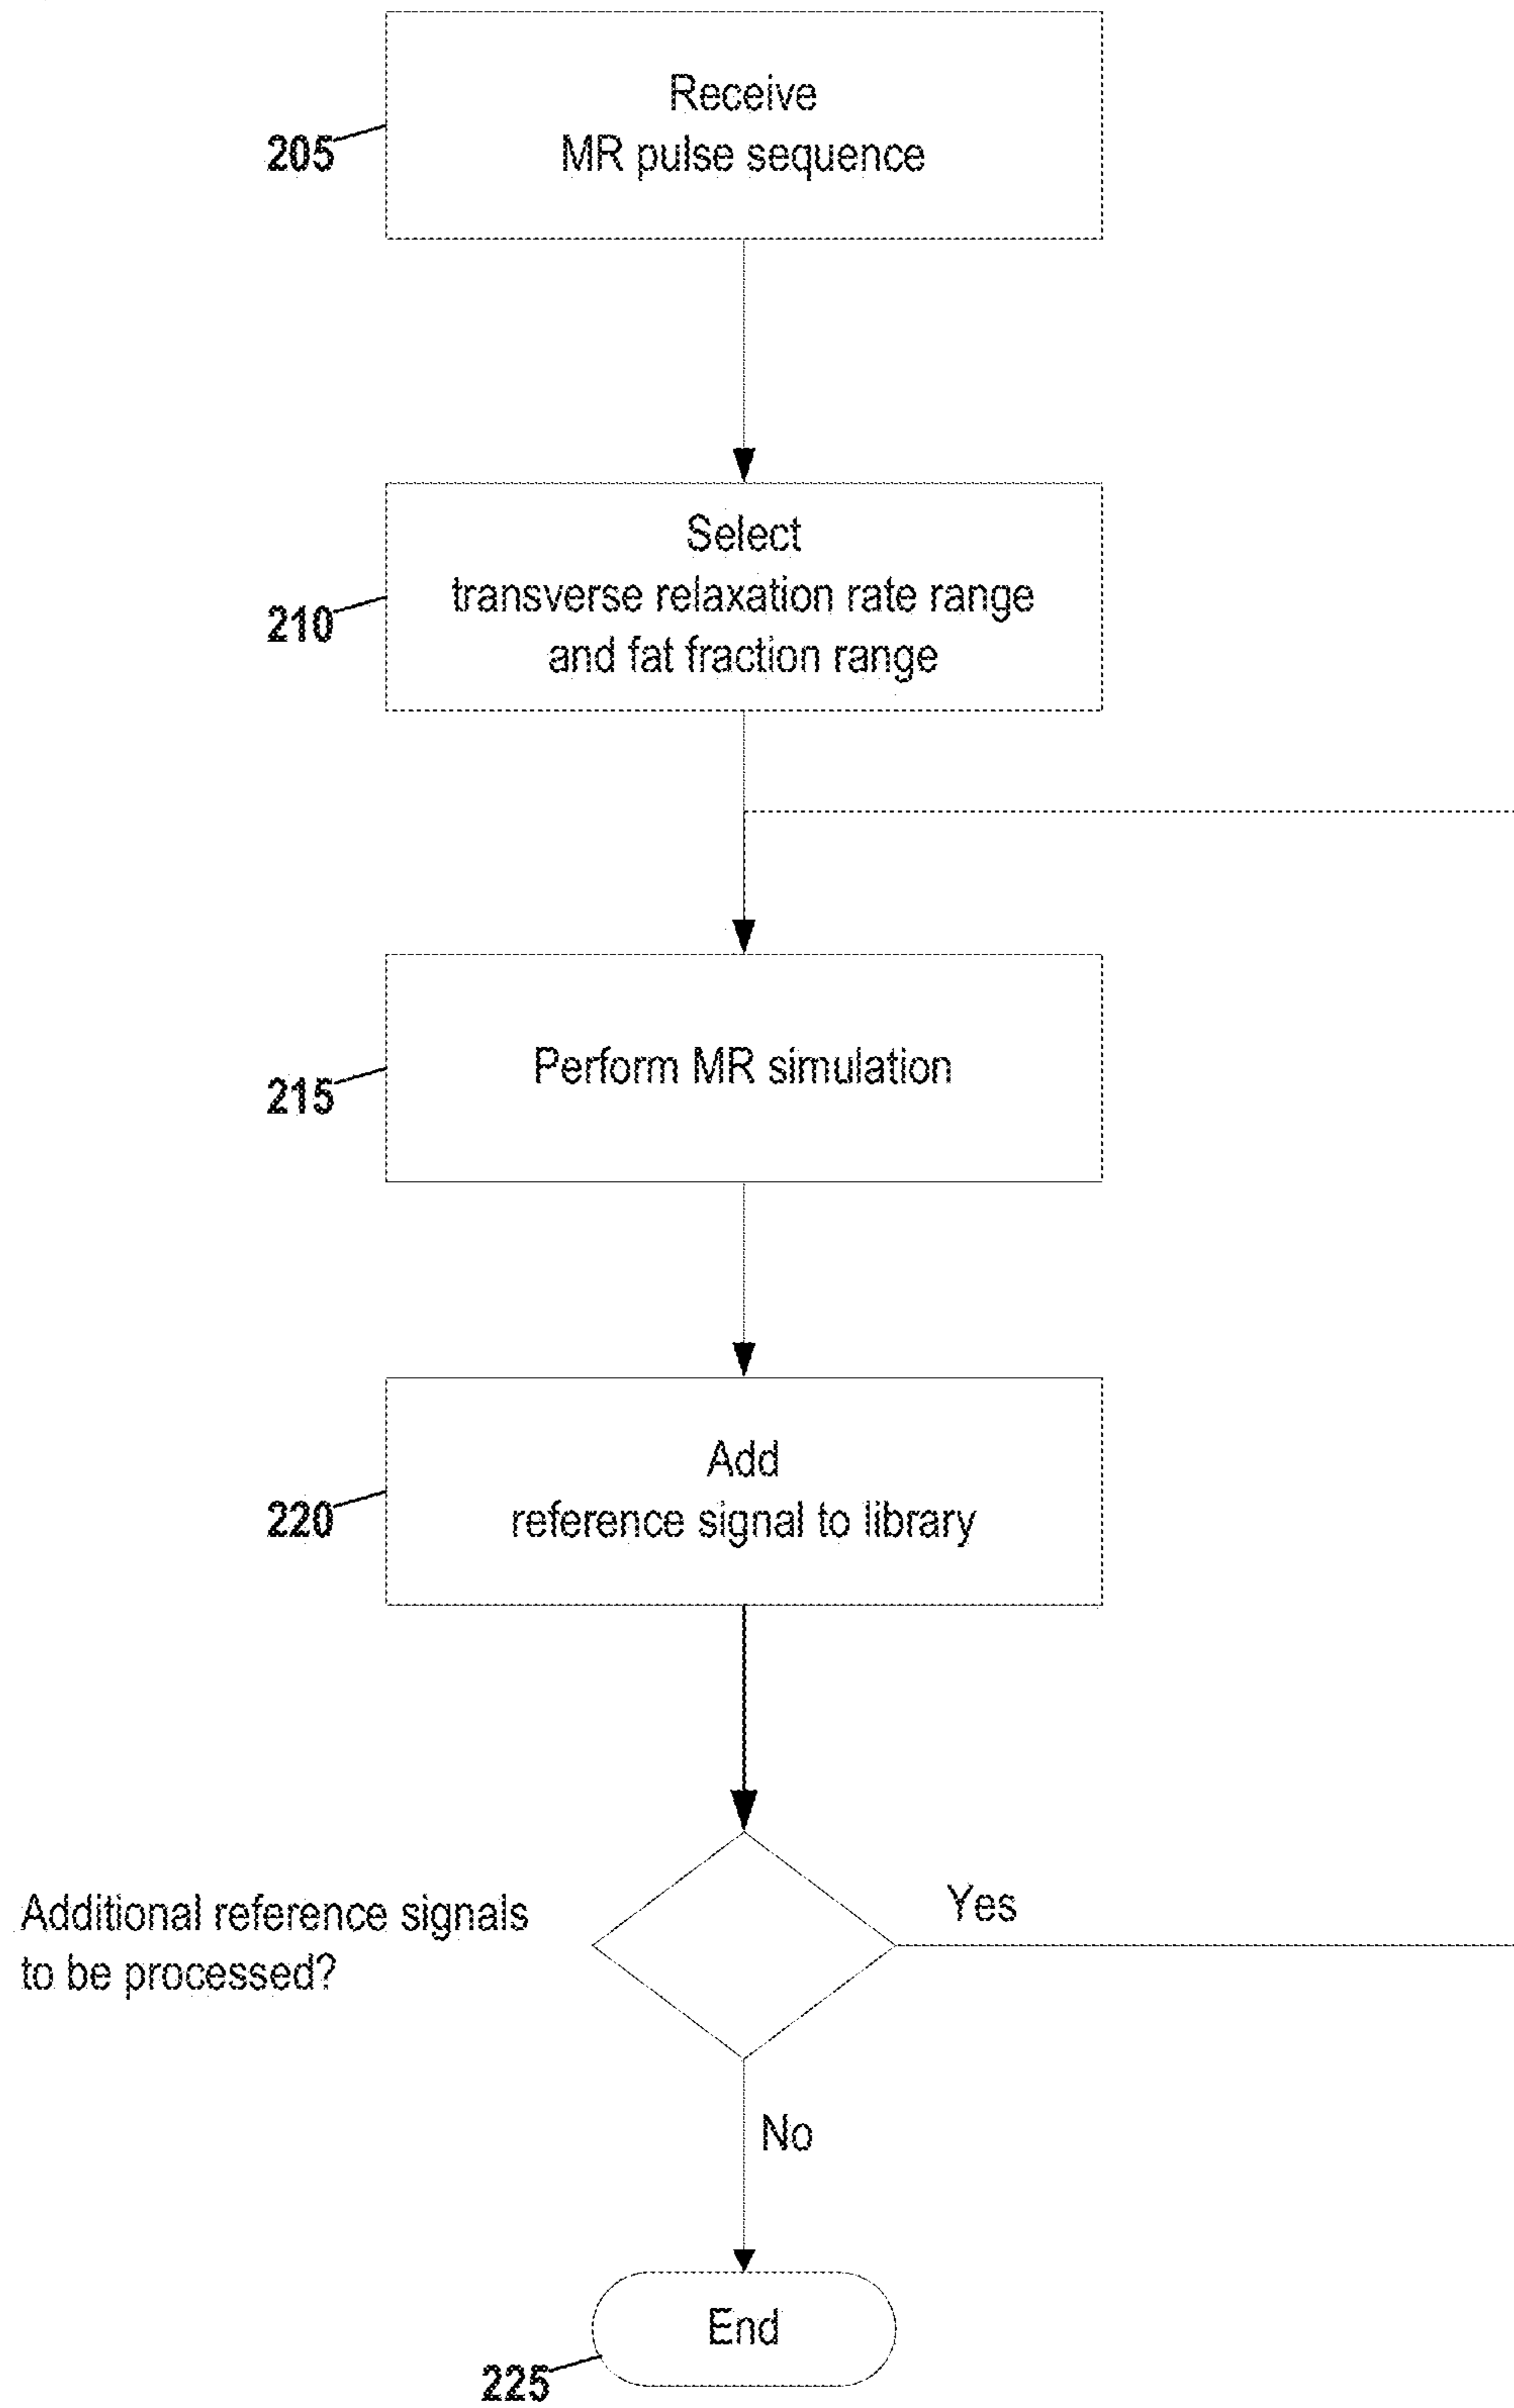 Receive
MR pulse sequence
205
Select
transverse relaxation rate range
and fat fraction range
210
Perform MR simulation
215
Add
reference signal to library
220
Additional reference signals
to be processed?
Yes
No
End
225